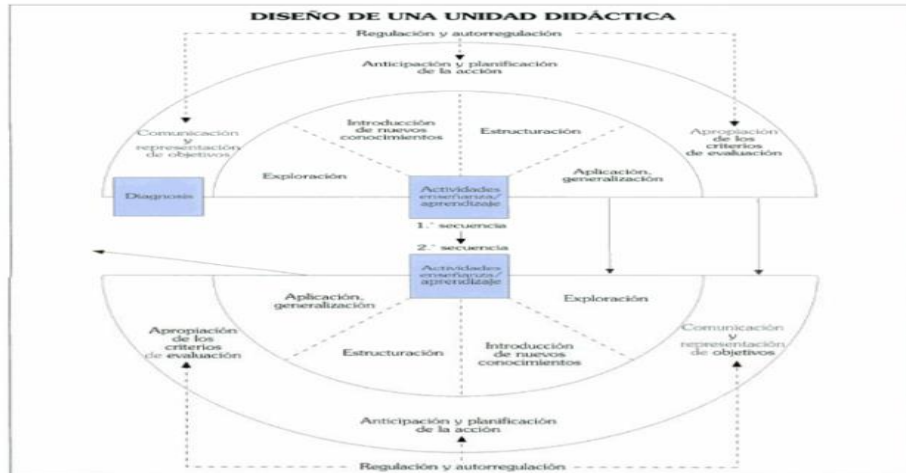 DISEÑO DE UNA UNIDAD DIDÁCTICA
Regulación y autorregulación
Anticipación y planificación
de la acción
Comunicación
y
representación
de objetivos
Introducción
de nuevos
conocimientos
Estructuración
Apropiación
de los
criterios
de evaluación
Exploración
Aplicación,
generalización
Diagnosis
Actividades
enseñanza/
aprendizaje
1.ª secuencia
2.ª secuencia
Actividades
enseñanza/
aprendizaje
Aplicación,
generalización
Exploración
Apropiación
de los
criterios
de evaluación
Estructuración
Introducción
de nuevos
conocimientos
Comunicación
y
representación
de objetivos
Anticipación y planificación
de la acción
Regulación y autorregulación